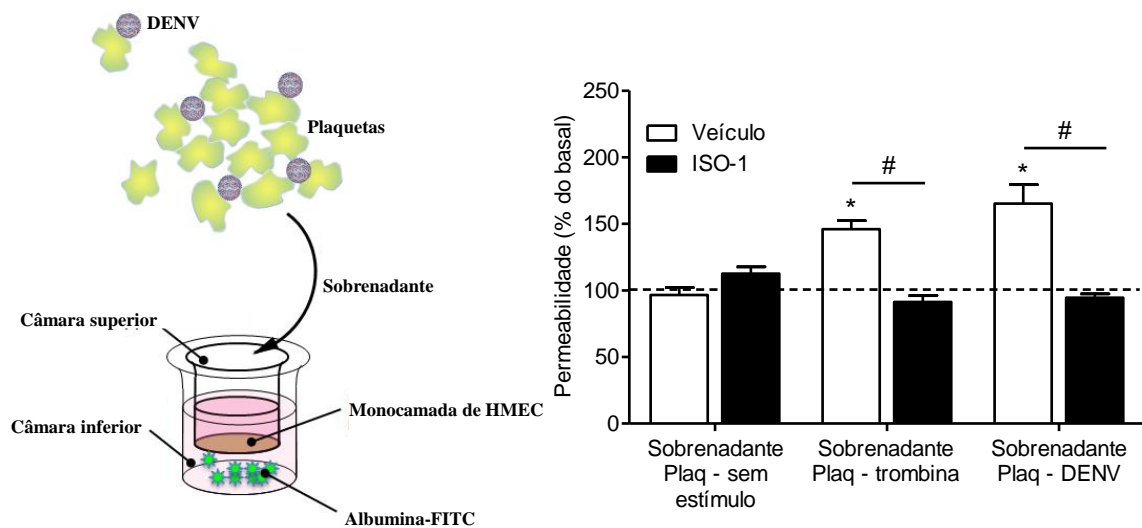 DENV
Plaquetas
Sobrenadante
Câmara superior
Monocamada de HMEC
Câmara inferior
Albumina-FITC
Permeabilidade (% do basal)
250
200
150
100
50
0
Veículo
ISO-1
*
#
*
#
Sobrenadante
Plaq - sem
estímulo
Sobrenadante
Plaq - trombina
Sobrenadante
Plaq - DENV